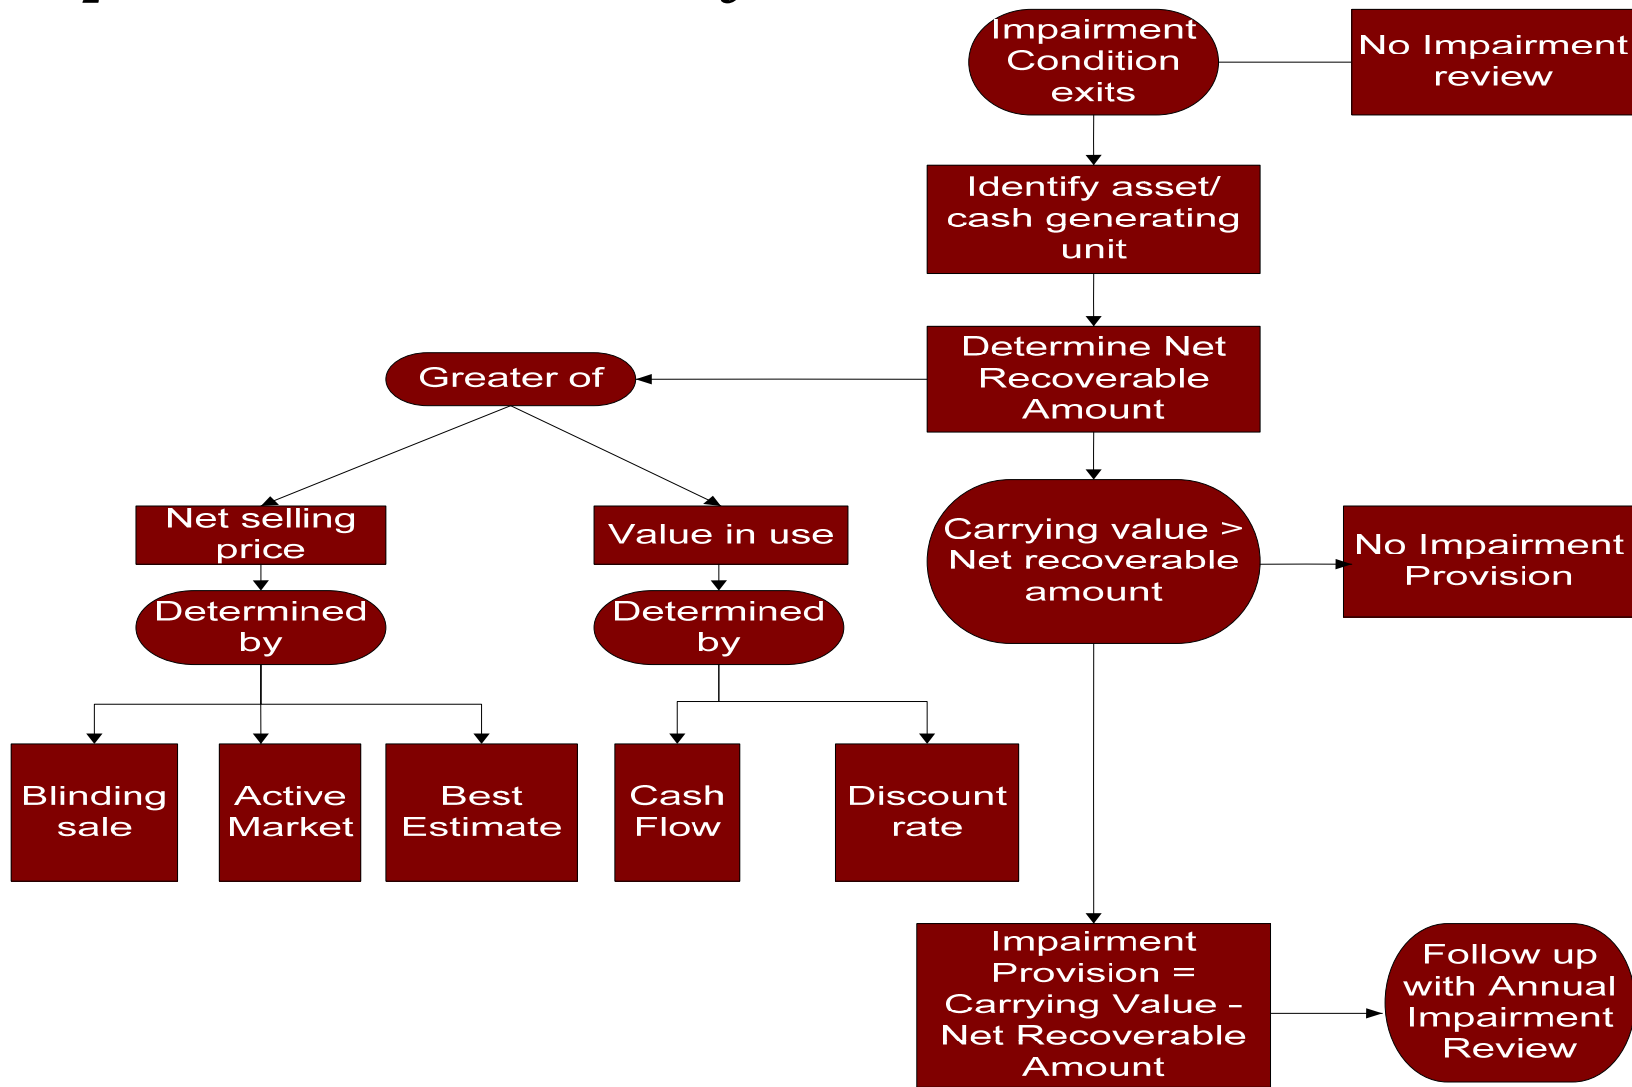 Impairment
Condition
exits
No Impairment
review
Identify asset/
cash generating
unit
Determine Net
Recoverable
Amount
Greater of
Net selling
price
Value in use
Carrying value >
Net recoverable
amount
No Impairment
Provision
Determined
by
Determined
by
Blinding
sale
Active
Market
Best
Estimate
Cash
Flow
Discount
rate
Impairment
Provision =
Carrying Value –
Net Recoverable
Amount
Follow up
with Annual
Impairment
Review